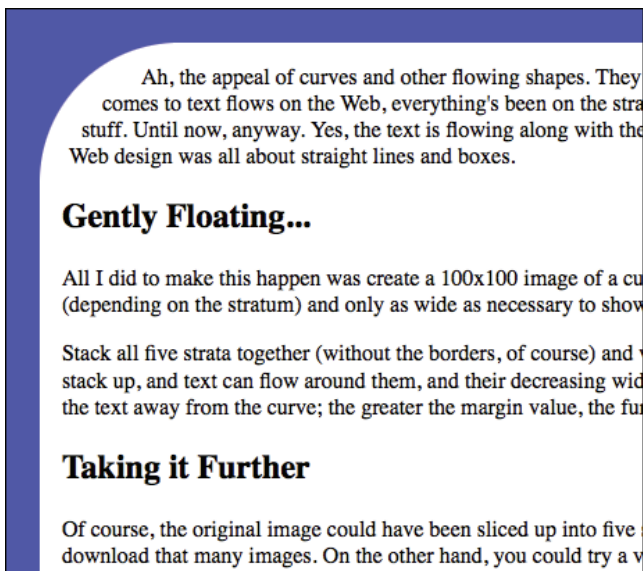 Ah, the appeal of curves and other flowing shapes. They
comes to text flows on the Web, everything's been on the stra
stuff. Until now, anyway. Yes, the text is flowing along with the
Web design was all about straight lines and boxes.
Gently Floating...
All I did to make this happen was create a 100x100 image of a cu
(depending on the stratum) and only as wide as necessary to show
Stack all five strata together (without the borders, of course) and
stack up, and text can flow around them, and their decreasing wid
the text away from the curve; the greater the margin value, the fur
Taking it Further
Of course, the original image could have been sliced up into five
download that many images. On the other hand, you could try a v